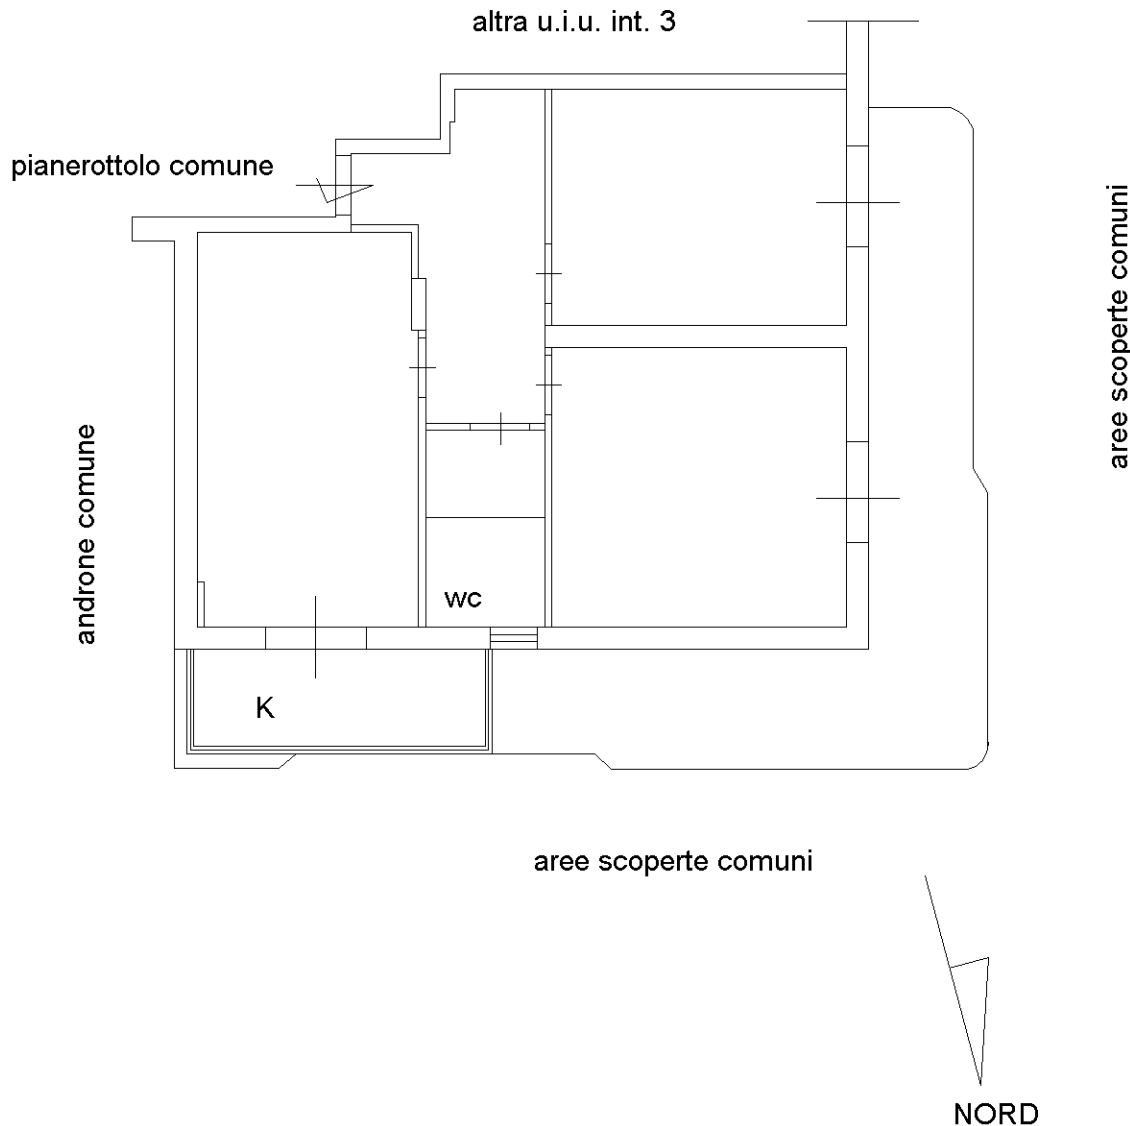 altra u.i.u. int. 3
pianerottolo comune
aree scoperte comuni
androne comune
wc
K
aree scoperte comuni
NORD